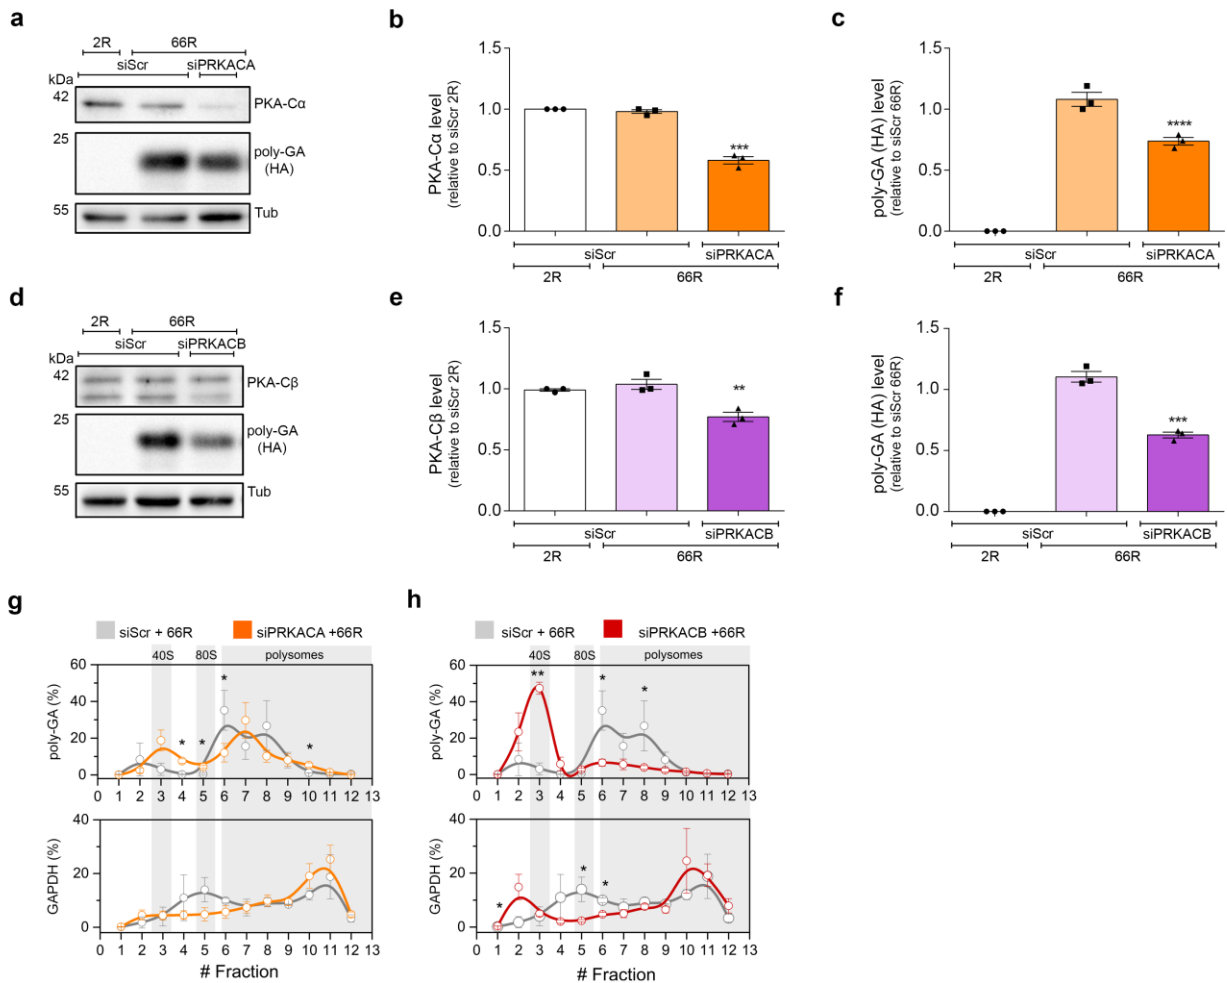 a
2R 66R
siScr siPRKACA
kDa
42 PKA-Cα
25 poly-GA
(HA)
55 Tub
b
PKA-Cα level
(relative to siScr 2R)
1.5
1.0
0.5
0.0
***
siScr siPRKACA
2R 66R
c
poly-GA (HA) level
(relative to siScr 66R)
1.5
1.0
0.5
0.0
****
siScr siPRKACA
2R 66R
d
2R 66R
siScr siPRKACB
kDa
42 PKA-Cβ
25 poly-GA
(HA)
55 Tub
e
PKA-Cβ level
(relative to siScr 2R)
1.5
1.0
0.5
0.0
**
siScr siPRKACB
2R 66R
f
poly-GA (HA) level
(relative to siScr 66R)
1.5
1.0
0.5
0.0
***
siScr siPRKACB
2R 66R
g
siScr + 66R siPRKACA +66R
40S 80S polysomes
poly-GA (%)
60
40
20
0
* * * *
0 1 2 3 4 5 6 7 8 9 10 11 12 13
GAPDH (%)
40
20
0
0 1 2 3 4 5 6 7 8 9 10 11 12 13
# Fraction
h
siScr + 66R siPRKACB +66R
40S 80S polysomes
poly-GA (%)
60
40
20
0
** * *
0 1 2 3 4 5 6 7 8 9 10 11 12 13
GAPDH (%)
40
20
0
* * *
0 1 2 3 4 5 6 7 8 9 10 11 12 13
# Fraction